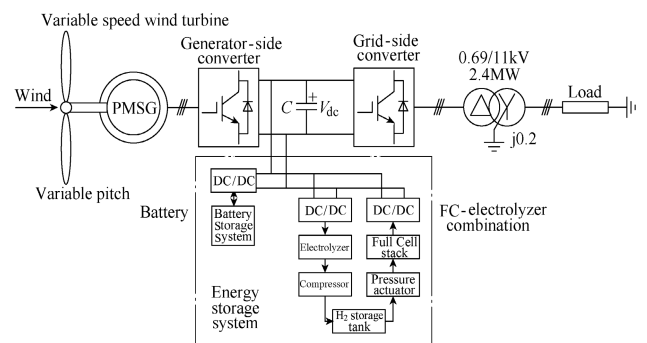 Variable speed wind turbine
Generator-side
converter
Grid-side
converter
0.69/11kV
2.4MW
Wind
PMSG
C
+
Vdc
Load
j0.2
Variable pitch
Battery
DC/DC
Battery
Storage
System
DC/DC
DC/DC
FC-electrolyzer
combination
Electrolyzer
Full Cell
stack
Compressor
Pressure
actuator
Energy
storage
system
H2 storage
tank